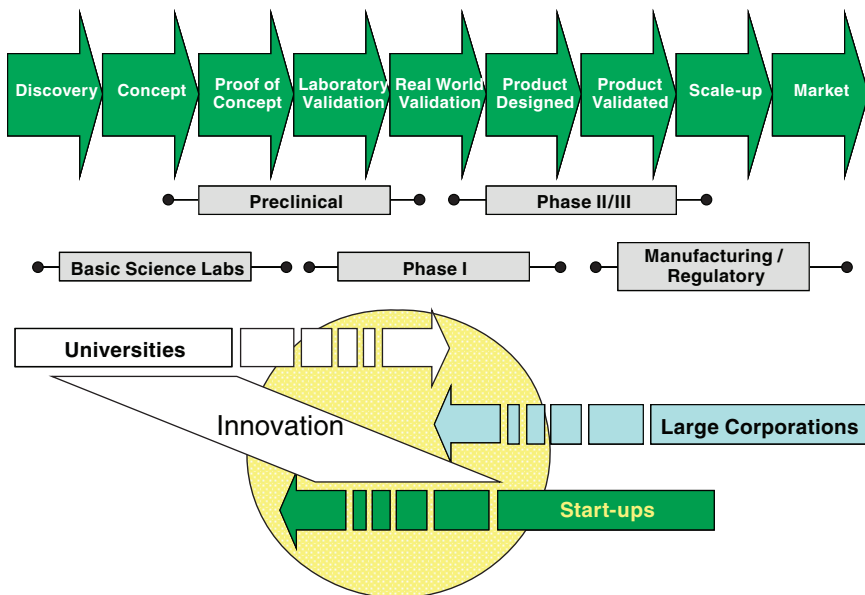 Discovery
Concept
Proof of
Concept
Laboratory
Validation
Real World
Validation
Product
Designed
Product
Validated
Scale-up
Market
Preclinical
Phase II/III
Basic Science Labs
Phase I
Manufacturing /
Regulatory
Universities
Innovation
Large Corporations
Start-ups